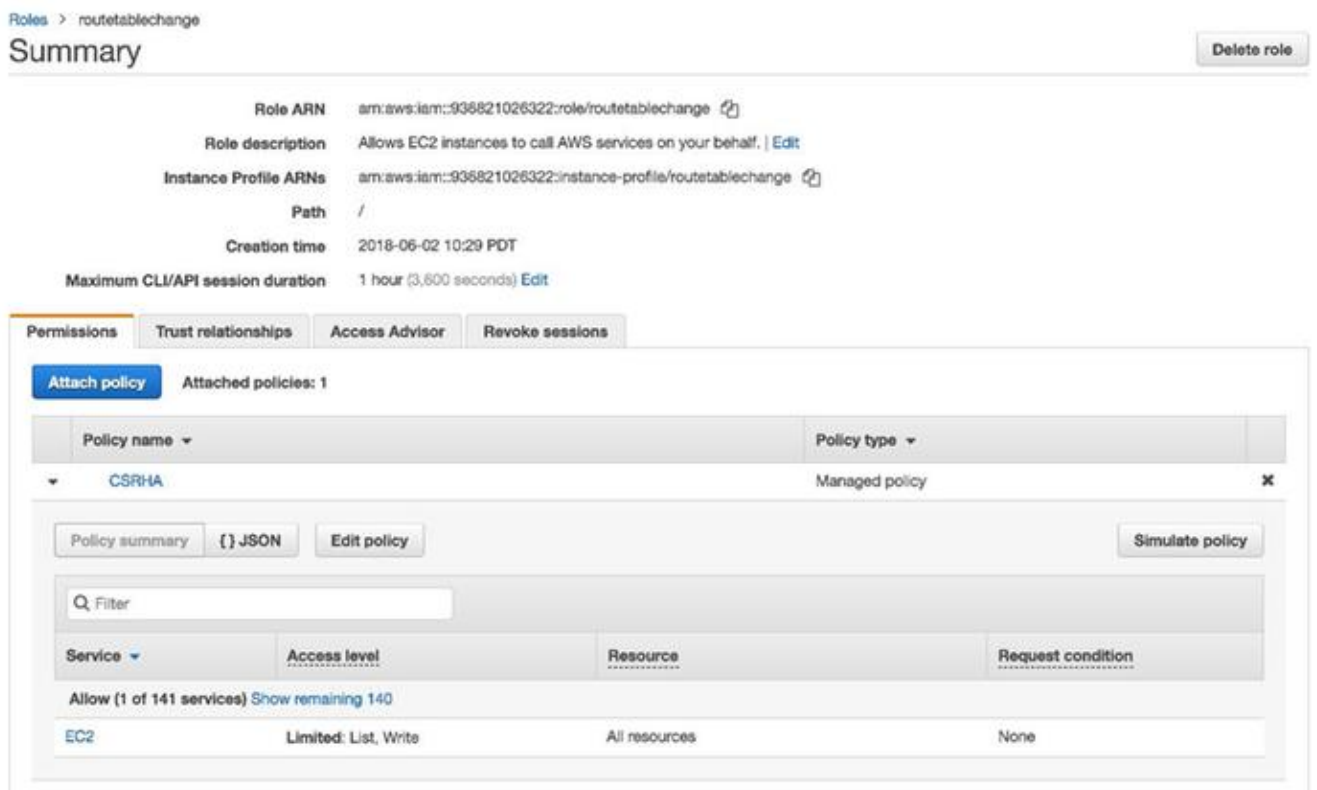 Roles > routetablechange
Summary
Delete role
Role ARN arn:aws:iam::936821026322:role/routetablechange
Role description Allows EC2 instances to call AWS services on your behalf. | Edit
Instance Profile ARNs arn:aws:iam::936821026322:instance-profile/routetablechange
Path /
Creation time 2018-06-02 10:29 PDT
Maximum CLI/API session duration 1 hour (3,600 seconds) Edit
Permissions Trust relationships Access Advisor Revoke sessions
Attach policy Attached policies: 1
Policy name Policy type
CSRHA Managed policy
Policy summary {} JSON Edit policy Simulate policy
Filter
Service Access level Resource Request condition
Allow (1 of 141 services) Show remaining 140
EC2 Limited: List, Write All resources None